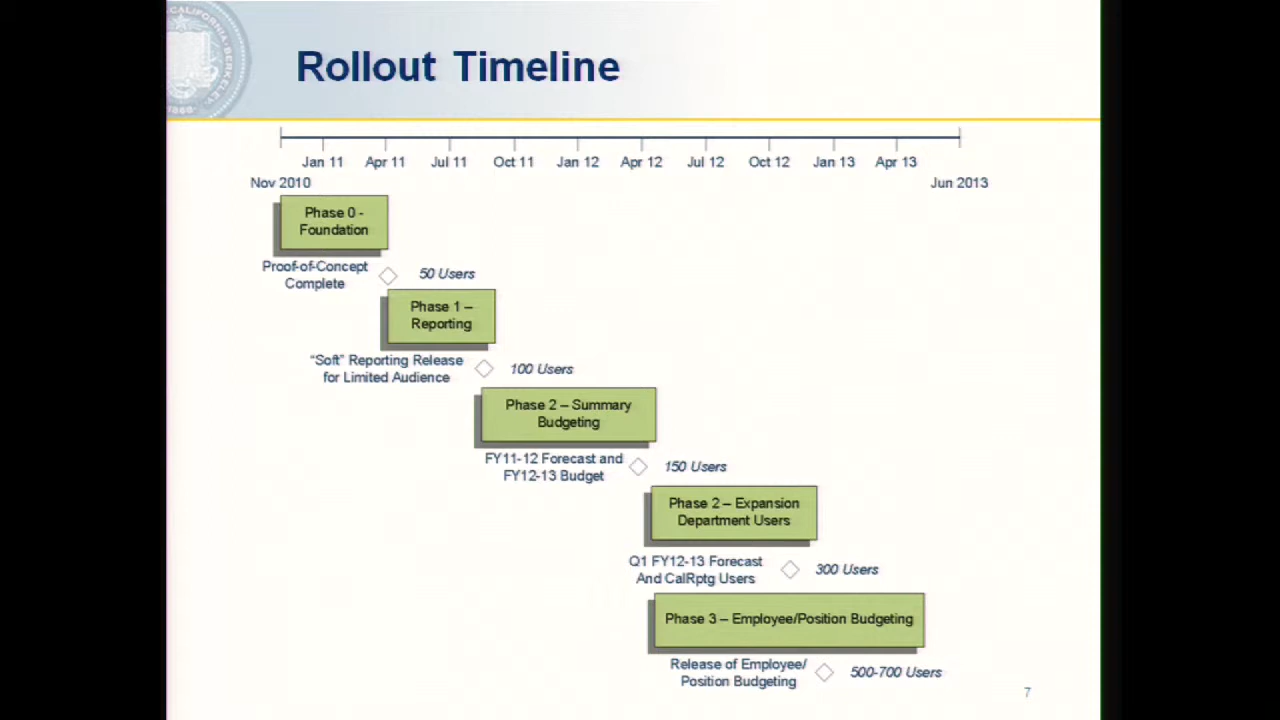 CALIFORNIA BERKELEY
1868
Rollout Timeline
Jan 11 Apr 11 Jul 11 Oct 11 Jan 12 Apr 12 Jul 12 Oct 12 Jan 13 Apr 13
Nov 2010 Jun 2013
Phase 0 -
Foundation
Proof-of-Concept
Complete
50 Users
Phase 1 –
Reporting
“Soft” Reporting Release
for Limited Audience
100 Users
Phase 2 – Summary
Budgeting
FY11-12 Forecast and
FY12-13 Budget
150 Users
Phase 2 – Expansion
Department Users
Q1 FY12-13 Forecast
And CalRptg Users
300 Users
Phase 3 – Employee/Position Budgeting
Release of Employee/
Position Budgeting
500-700 Users
7